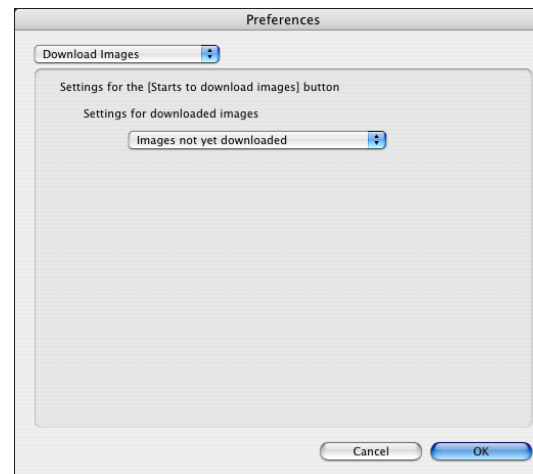 Preferences
Download Images
Settings for the [Starts to download images] button
Settings for downloaded images
Images not yet downloaded
Cancel OK